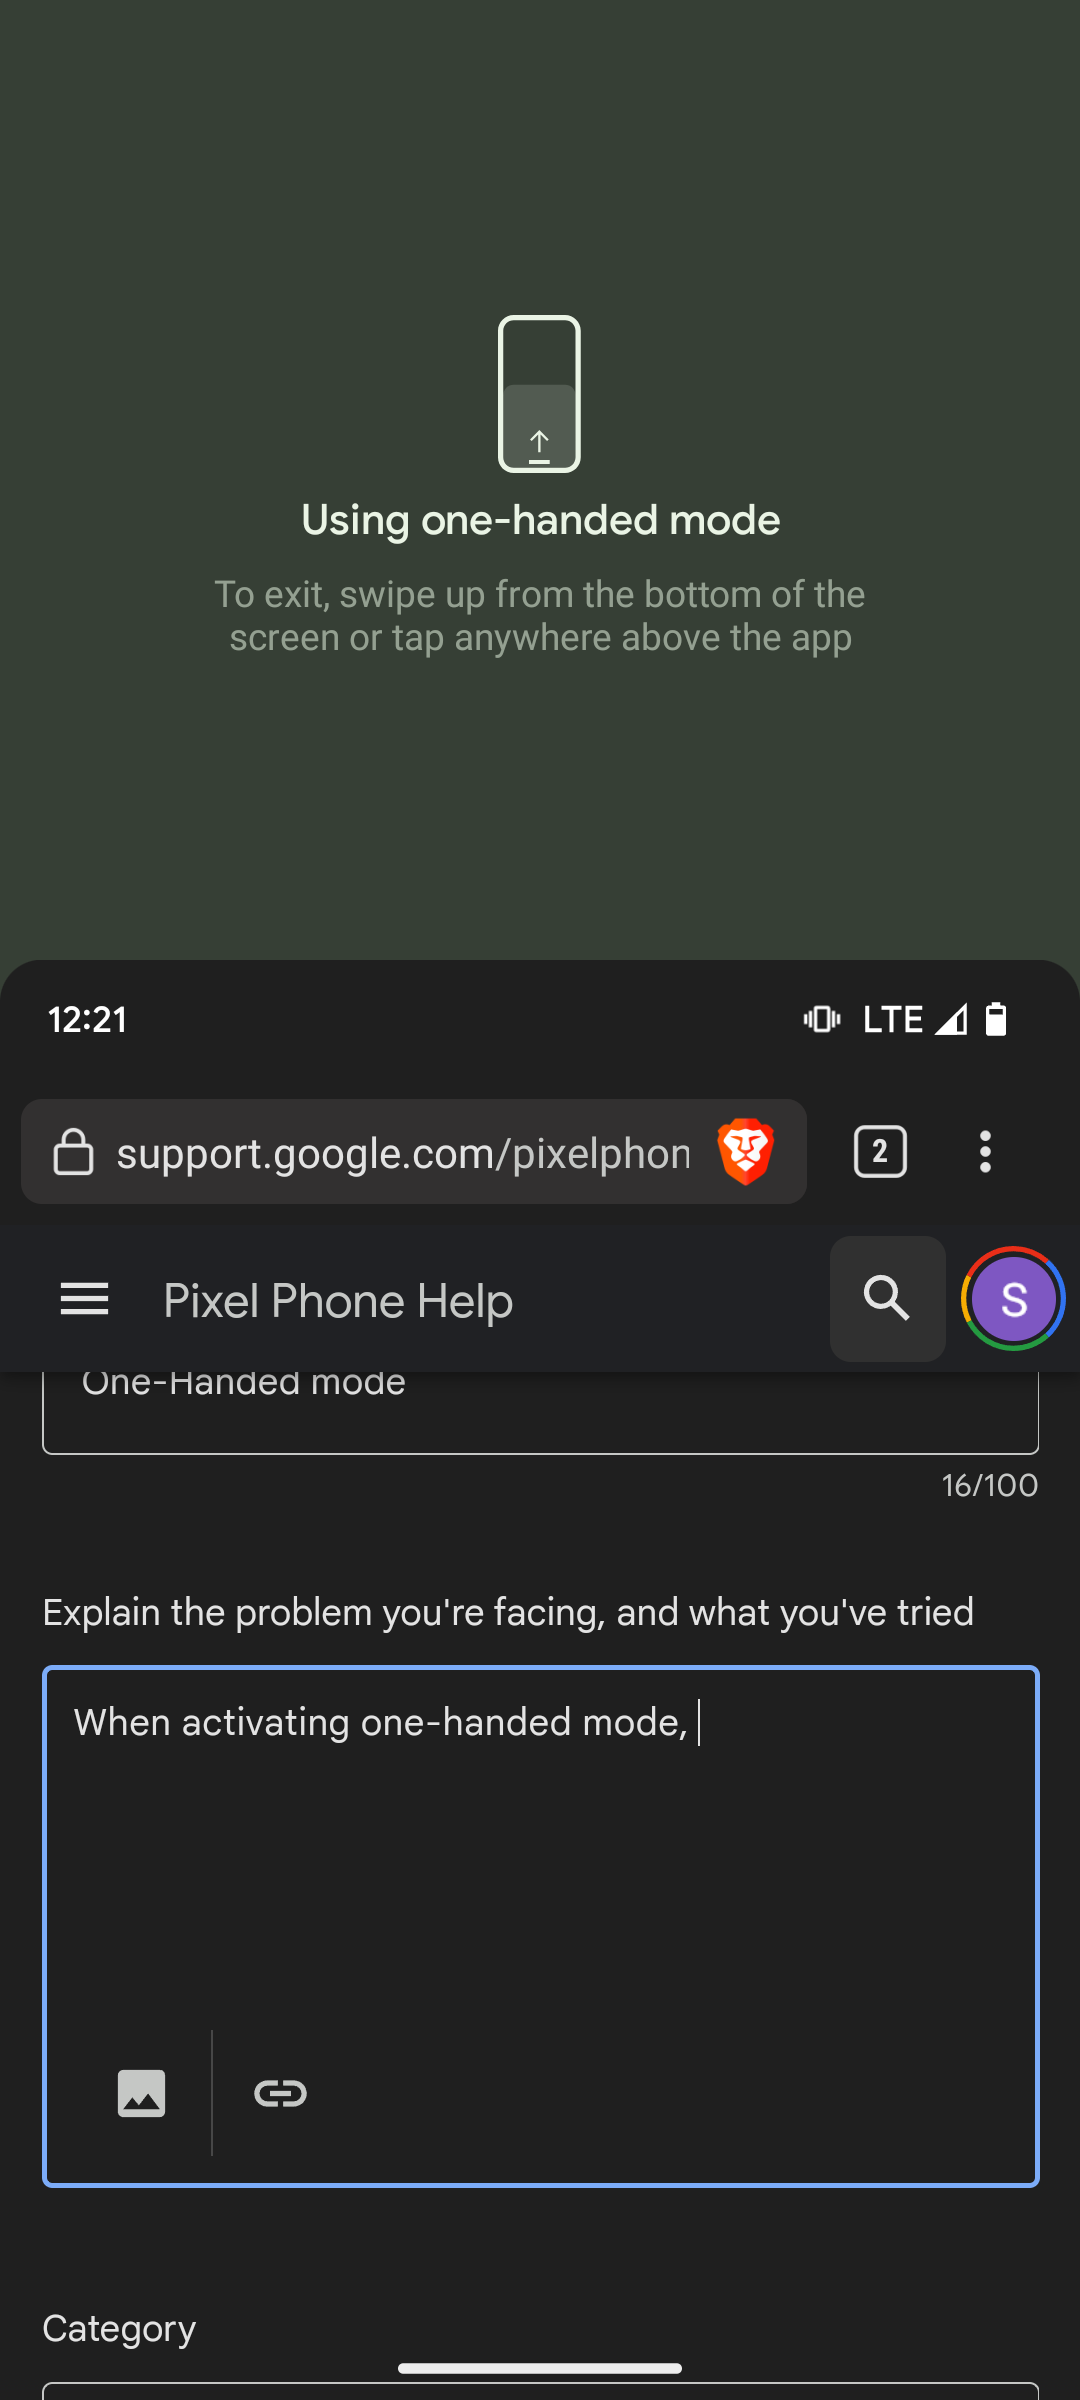 Using one-handed mode
To exit, swipe up from the bottom of the
screen or tap anywhere above the app
12:21
LTE
support.google.com/pixelphon
2
Pixel Phone Help
S
One-Handed mode
16/100
Explain the problem you're facing, and what you've tried
When activating one-handed mode,
Category